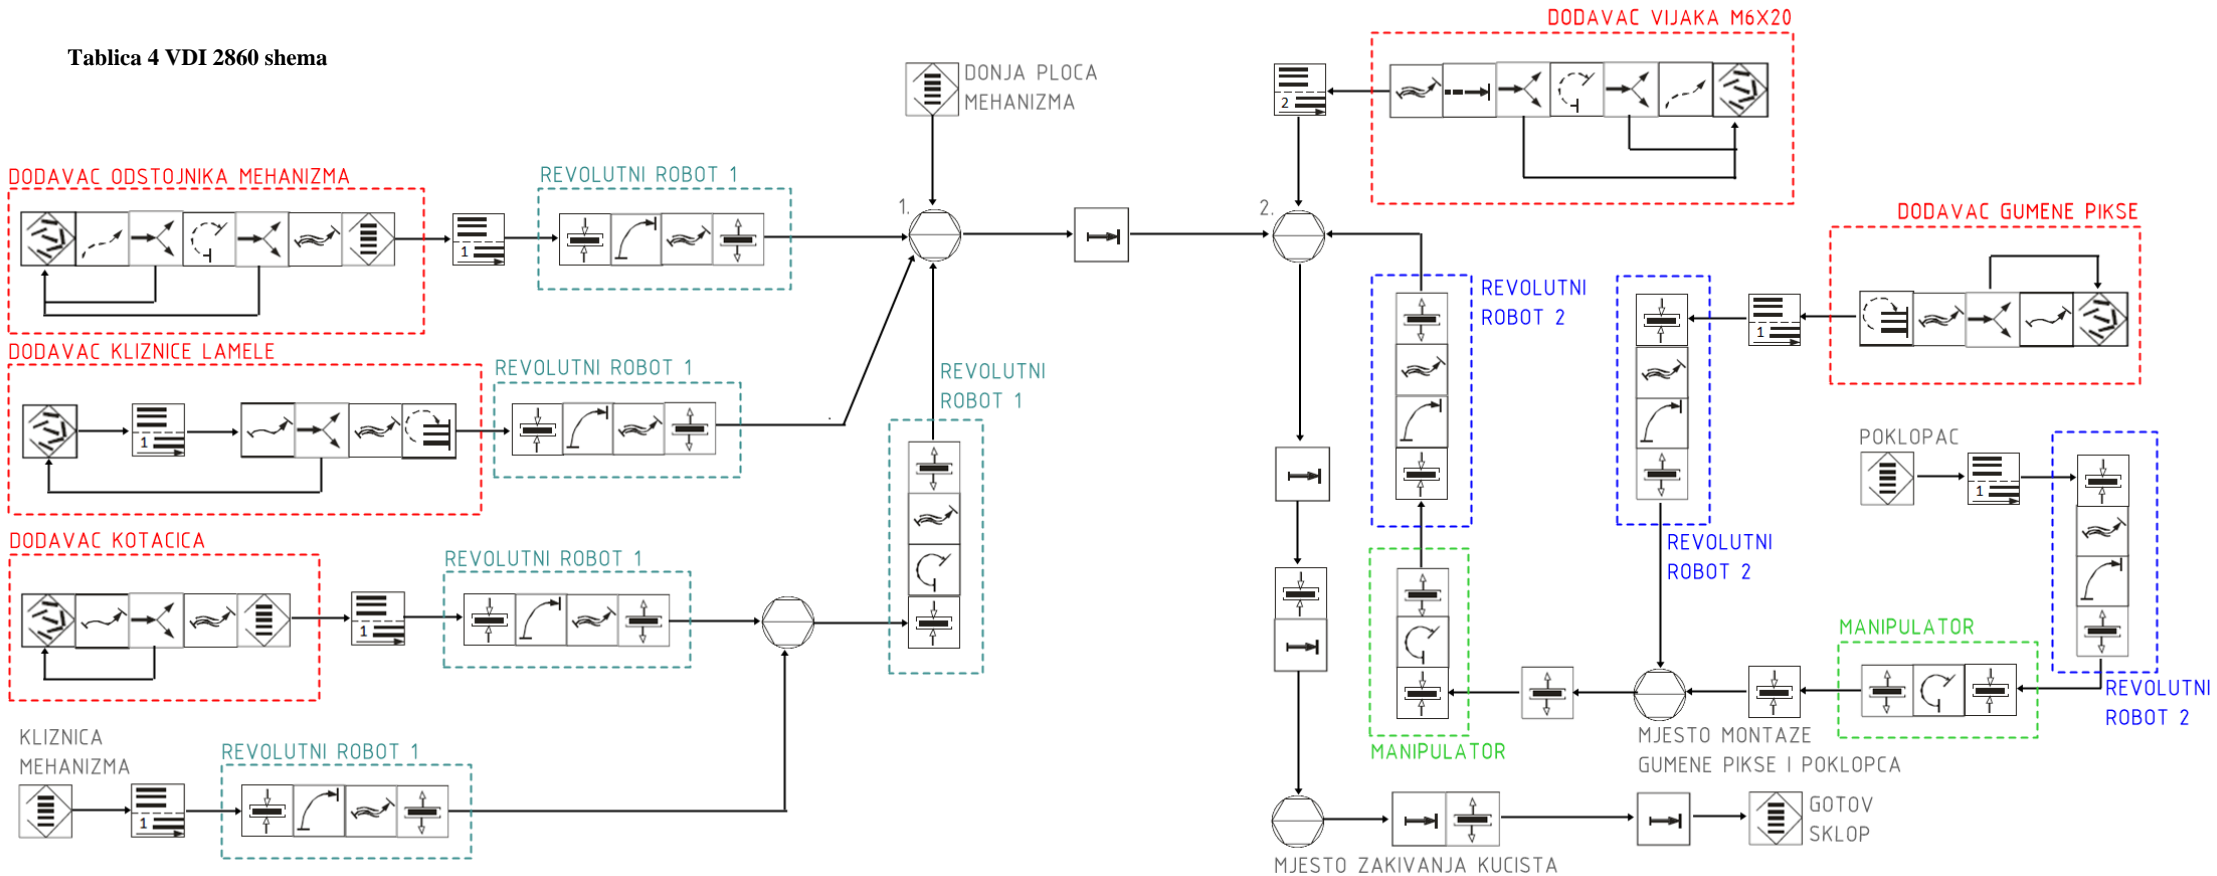 Tablica 4 VDI 2860 shema
DODAVAC VIJAKA M6X20
DONJA PLOCA
MEHANIZMA
2
DODAVAC ODSTOJNIKA MEHANIZMA
REVOLUTNI ROBOT 1
1
1.
2.
DODAVAC GUMENE PIKSE
REVOLUTNI
ROBOT 2
1
DODAVAC KLIZNICE LAMELE
REVOLUTNI ROBOT 1
1
REVOLUTNI
ROBOT 1
POKLOPAC
1
DODAVAC KOTACICA
REVOLUTNI ROBOT 1
1
REVOLUTNI
ROBOT 2
MANIPULATOR
REVOLUTNI
ROBOT 2
KLIZNICA
MEHANIZMA
REVOLUTNI ROBOT 1
1
MANIPULATOR
MJESTO MONTAZE
GUMENE PIKSE I POKLOPCA
GOTOV
SKLOP
MJESTO ZAKIVANJA KUCISTA